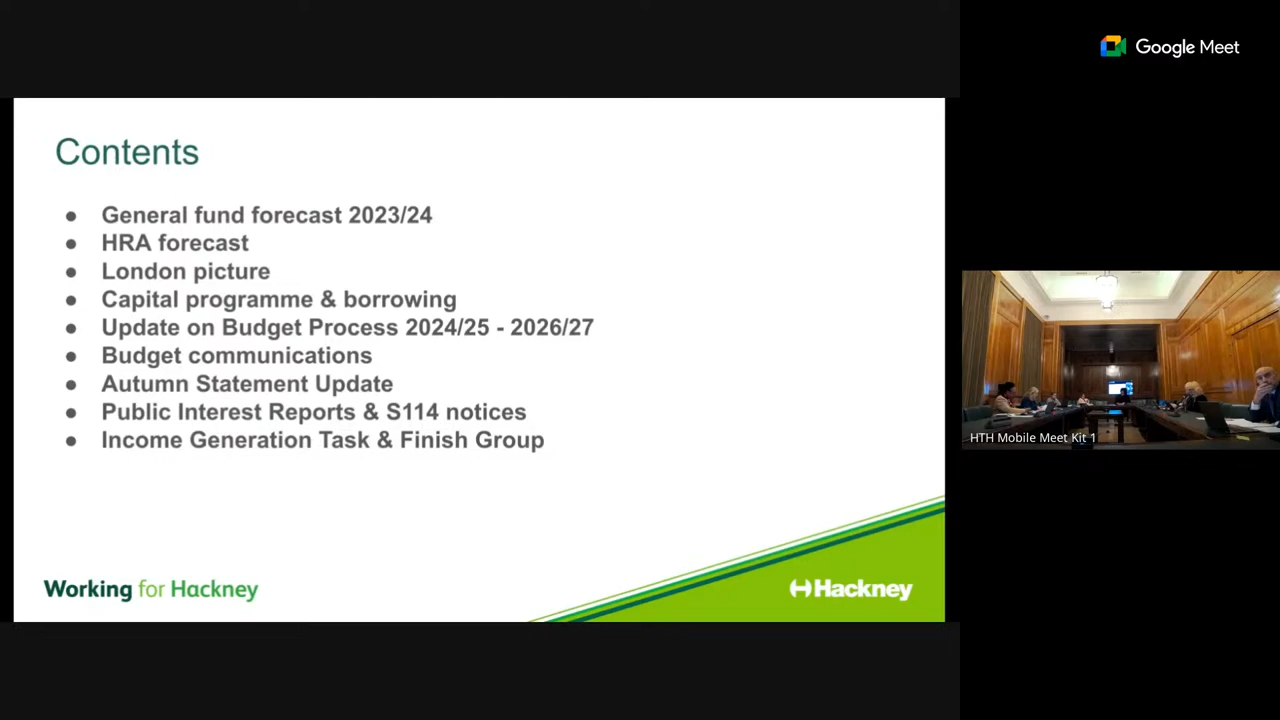 Google Meet
Contents
General fund forecast 2023/24
HRA forecast
London picture
Capital programme & borrowing
Update on Budget Process 2024/25 - 2026/27
Budget communications
Autumn Statement Update
Public Interest Reports & S114 notices
Income Generation Task & Finish Group
HTH Mobile Meet Kit 1
Working for Hackney
Hackney